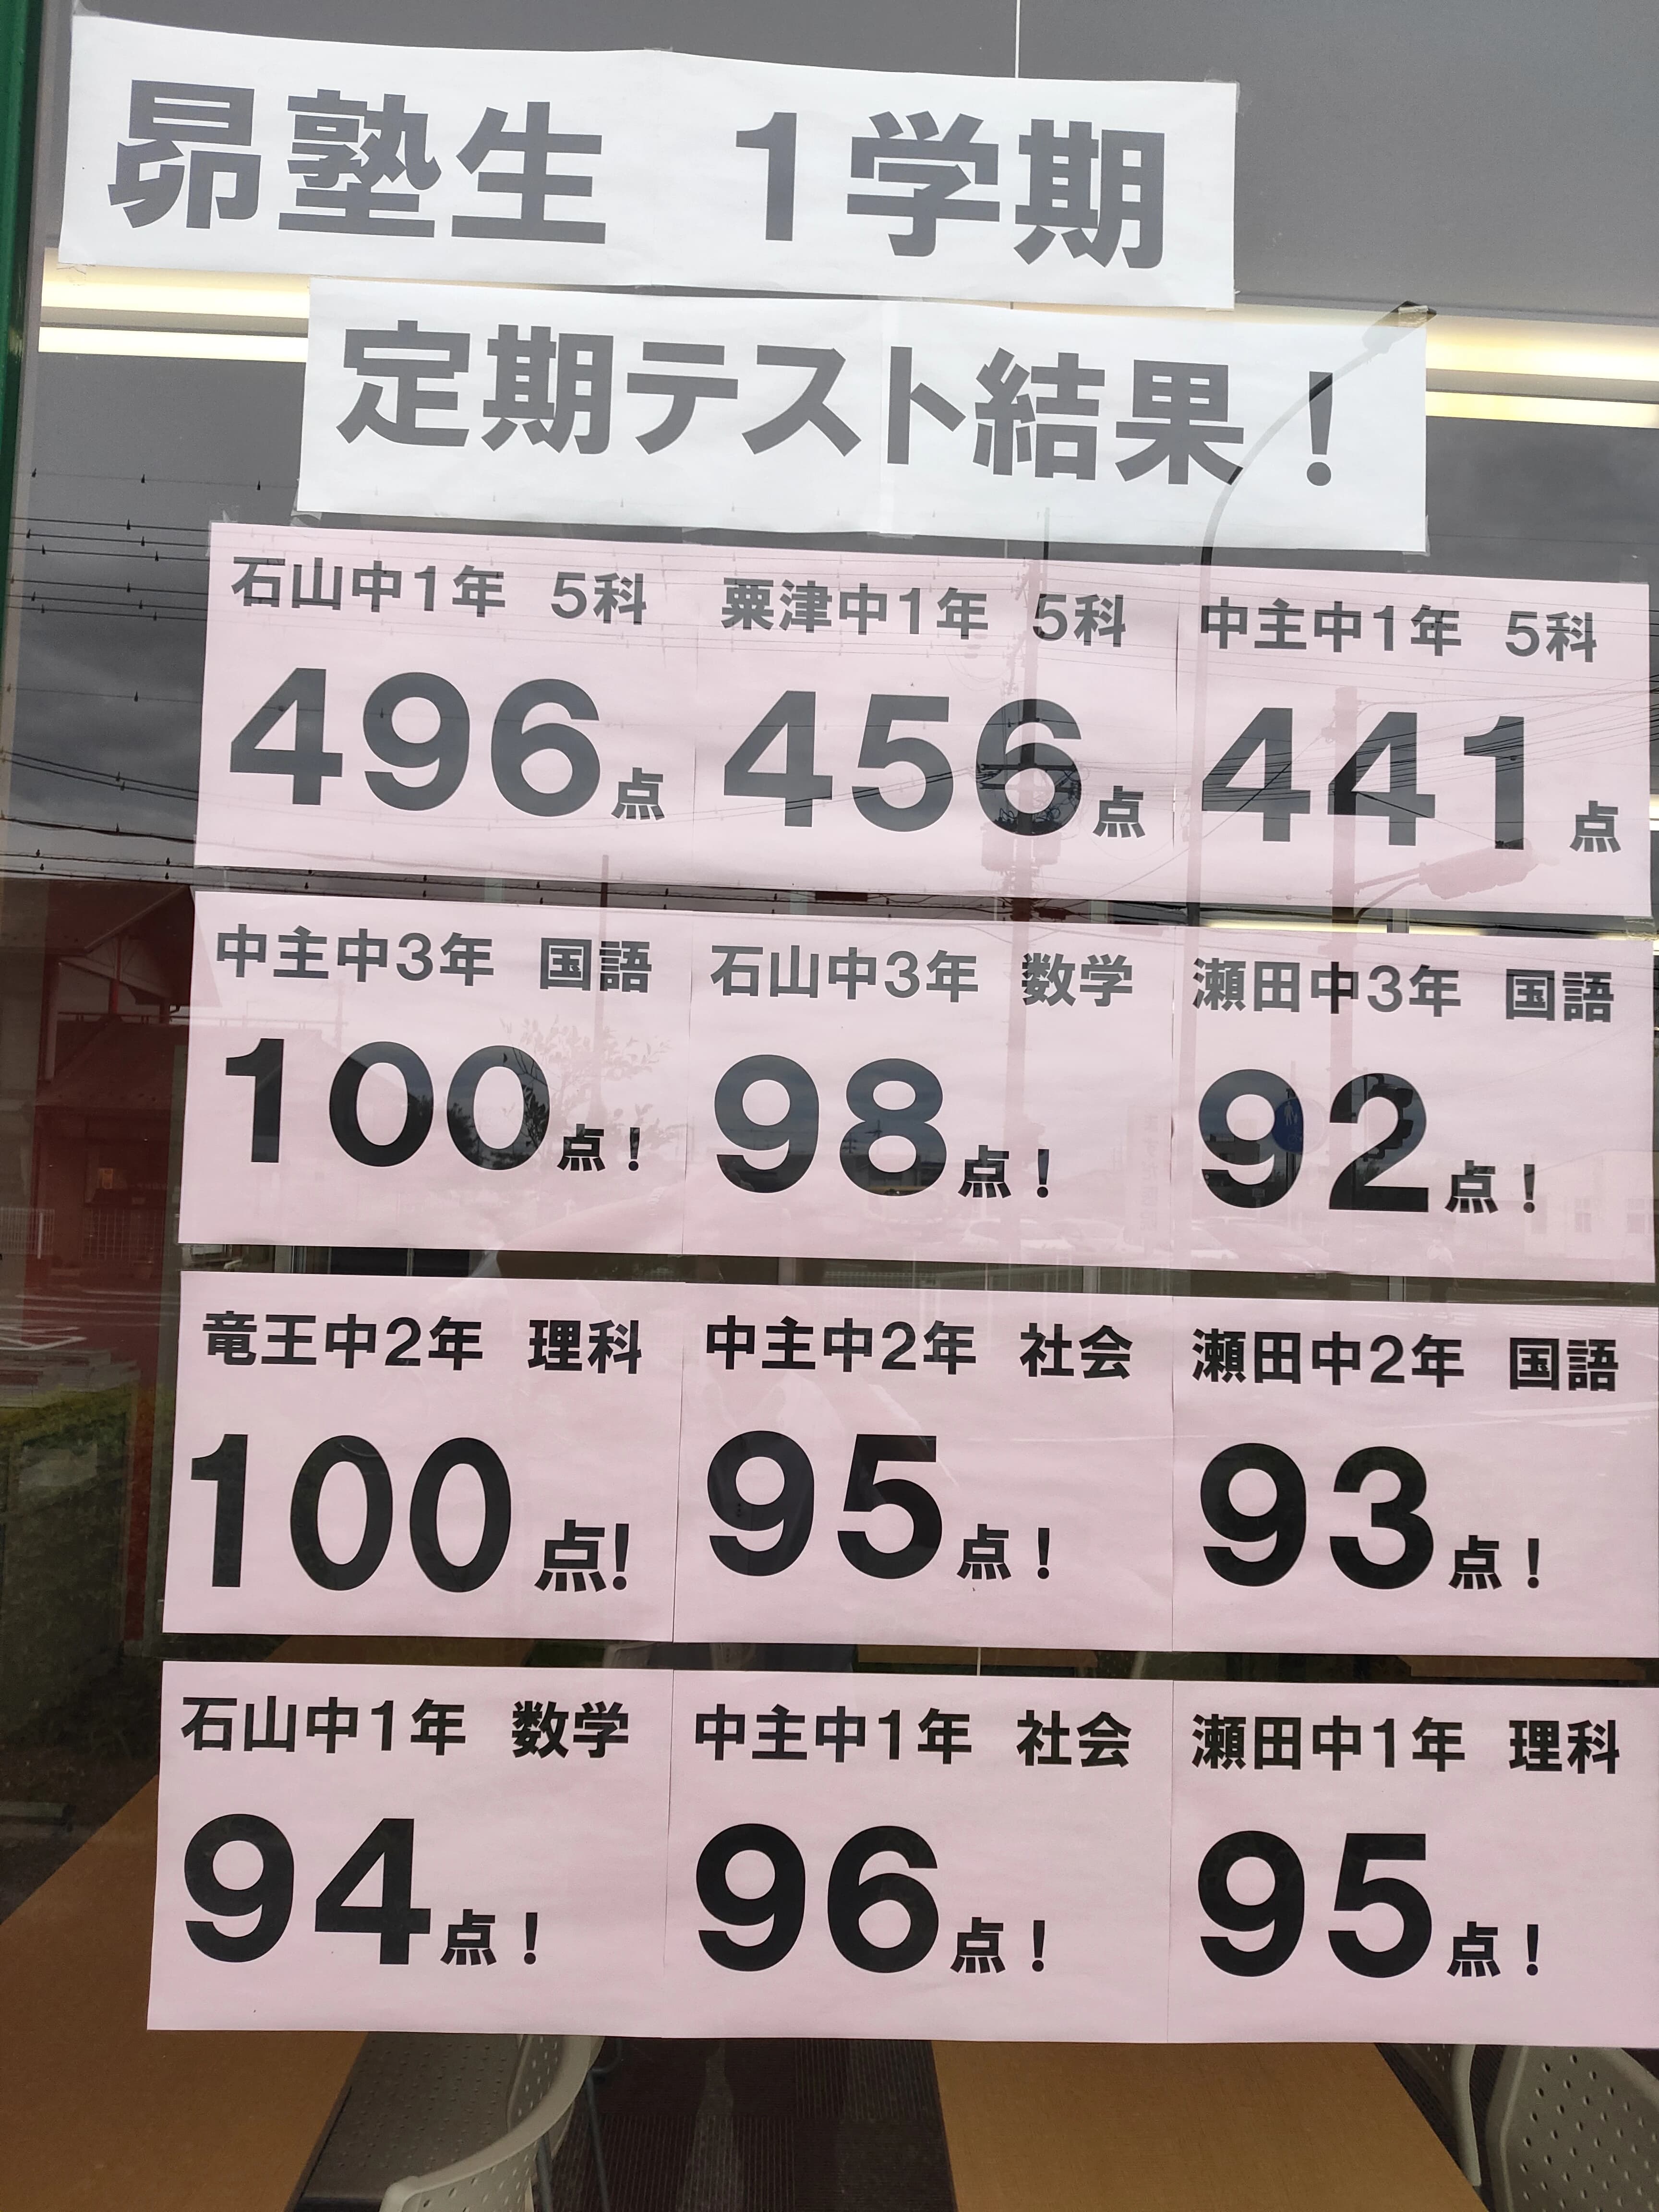 昴塾生 1学期
定期テスト結果！
石山中1年 5科 粟津中1年 5科 中主中1年 5科
496点 456点 441点
中主中3年 国語 石山中3年 数学 瀬田中3年 国語
100点！ 98点！ 92点！
竜王中2年 理科 中主中2年 社会 瀬田中2年 国語
100点! 95点！ 93点！
石山中1年 数学 中主中1年 社会 瀬田中1年 理科
94点！ 96点！ 95点！